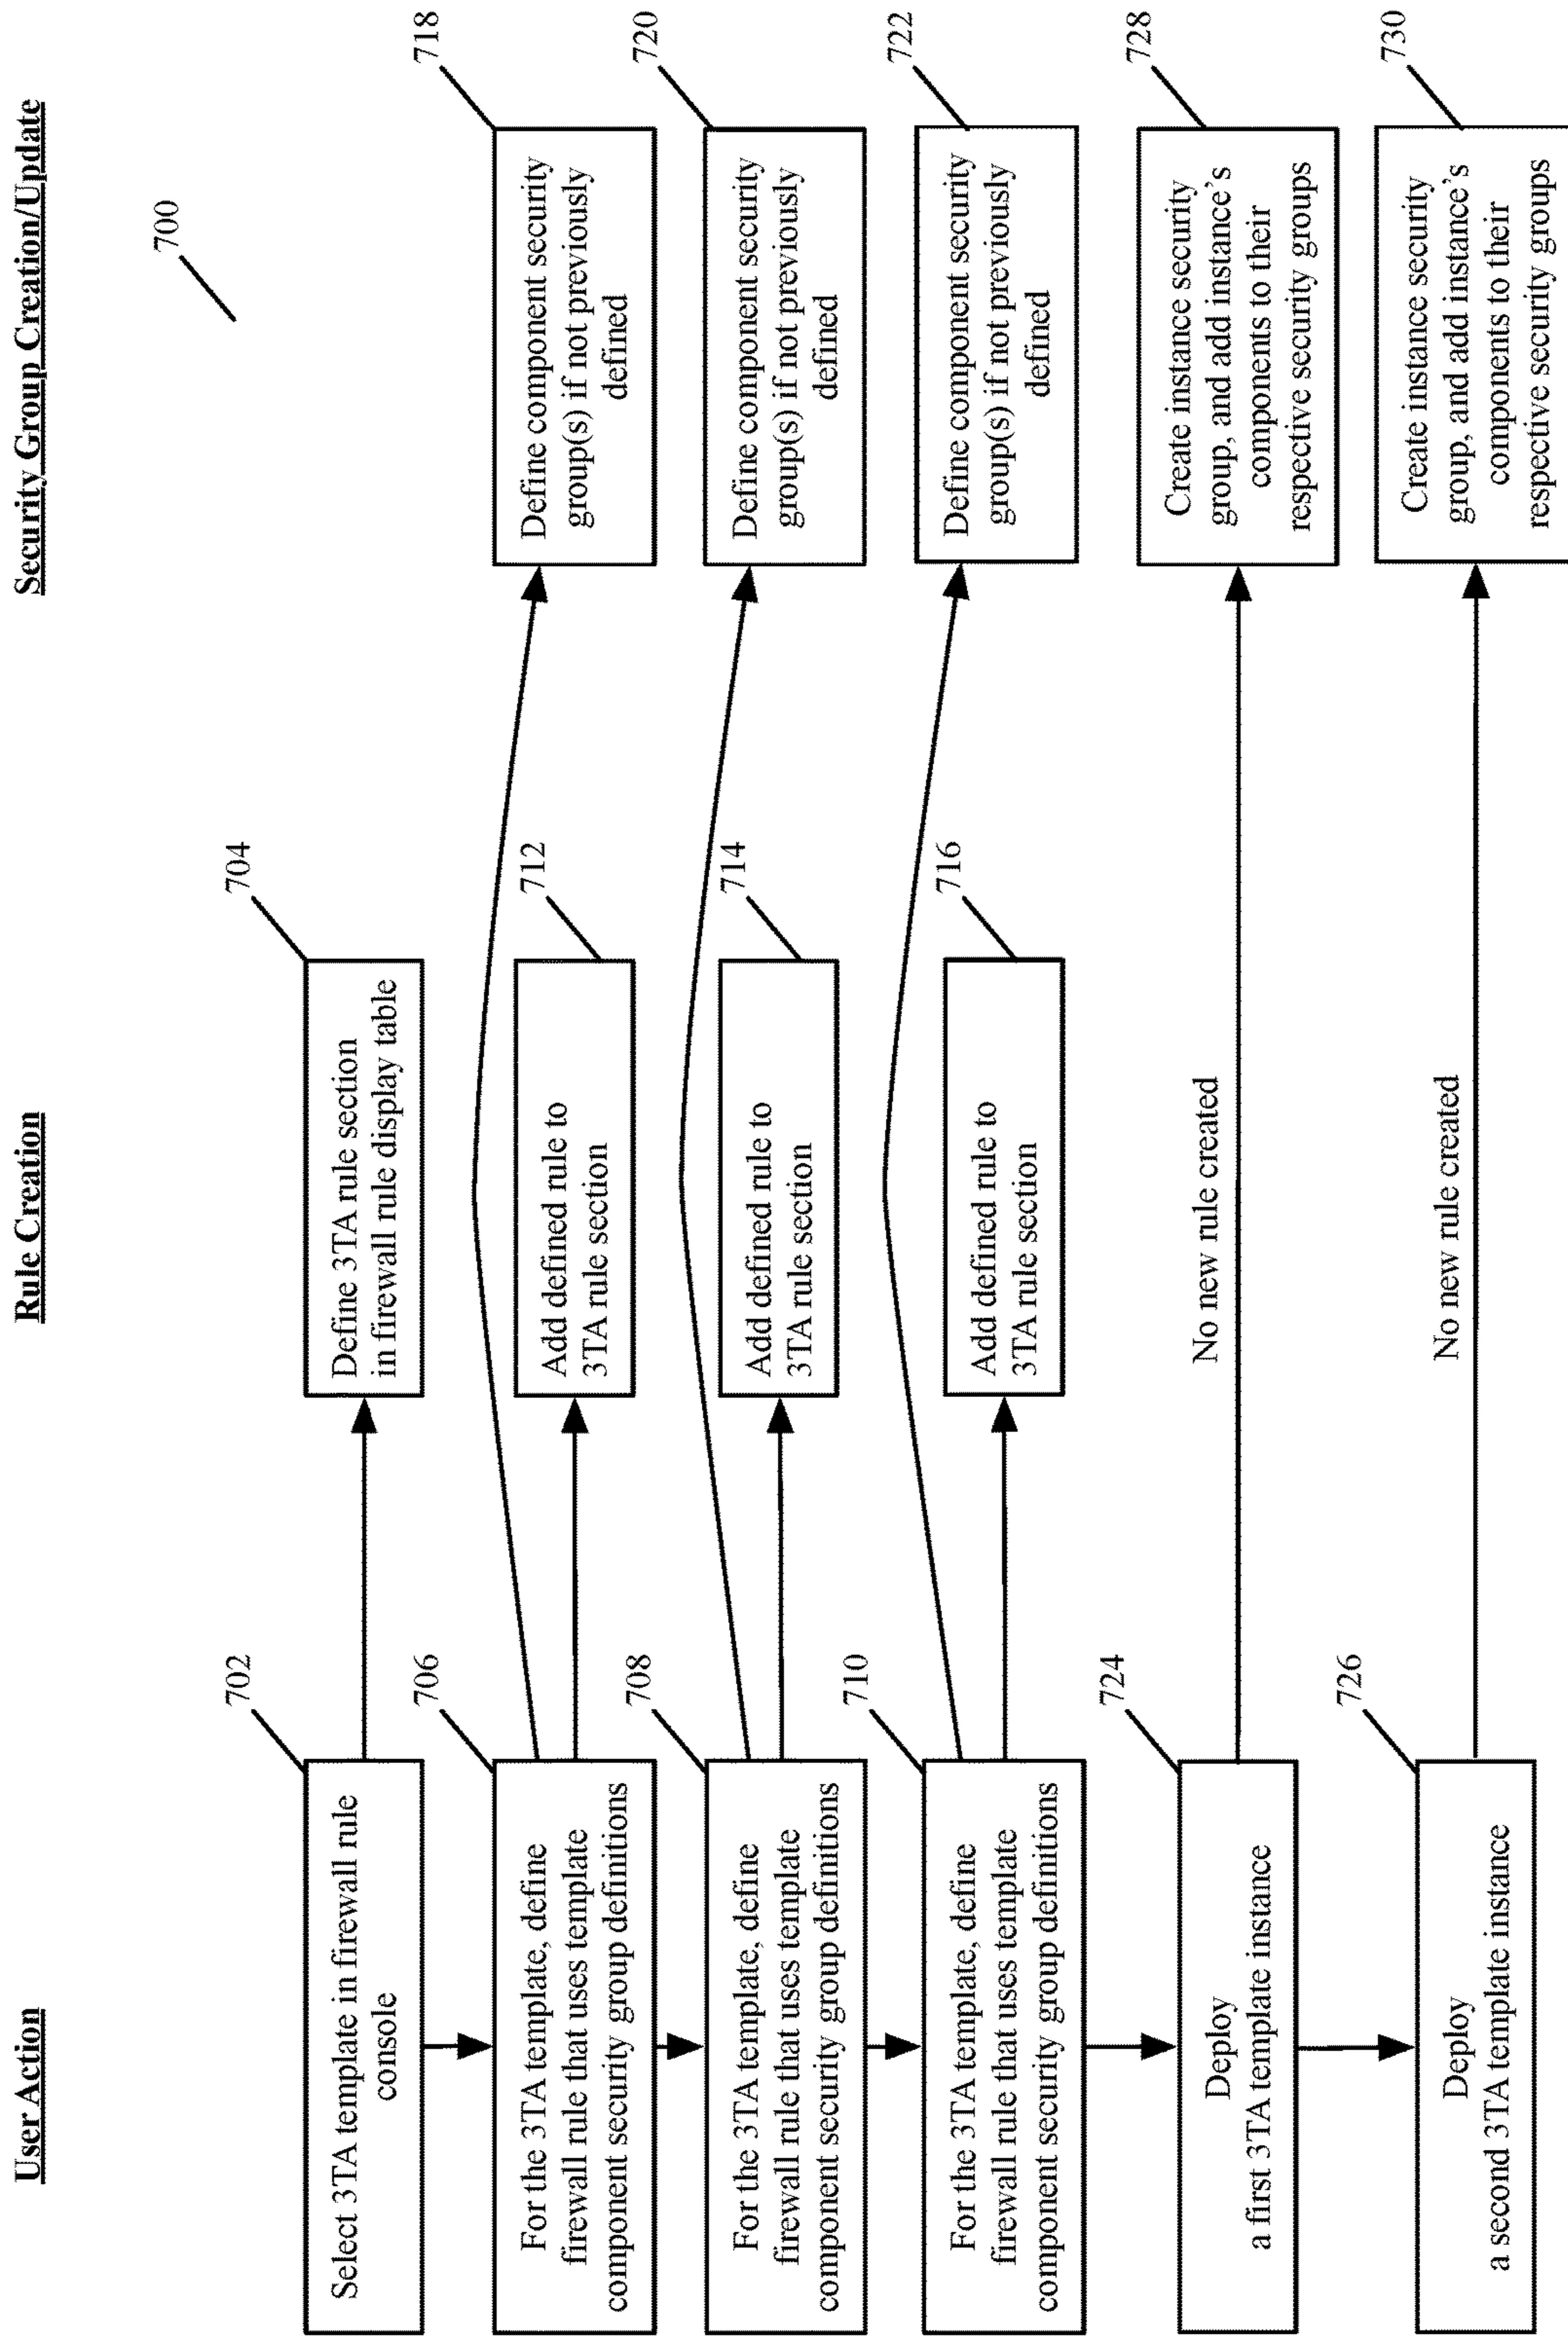 User Action
Rule Creation
Security Group Creation/Update
700
702
Select 3TA template in firewall rule
console
704
Define 3TA rule section
in firewall rule display table
706
For the 3TA template, define
firewall rule that uses template
component security group definitions
712
Add defined rule to
3TA rule section
718
Define component security
group(s) if not previously
defined
708
For the 3TA template, define
firewall rule that uses template
component security group definitions
714
Add defined rule to
3TA rule section
720
Define component security
group(s) if not previously
defined
710
For the 3TA template, define
firewall rule that uses template
component security group definitions
716
Add defined rule to
3TA rule section
722
Define component security
group(s) if not previously
defined
724
Deploy
a first 3TA template instance
No new rule created
728
Create instance security
group, and add instance's
components to their
respective security groups
726
Deploy
a second 3TA template instance
No new rule created
730
Create instance security
group, and add instance's
components to their
respective security groups